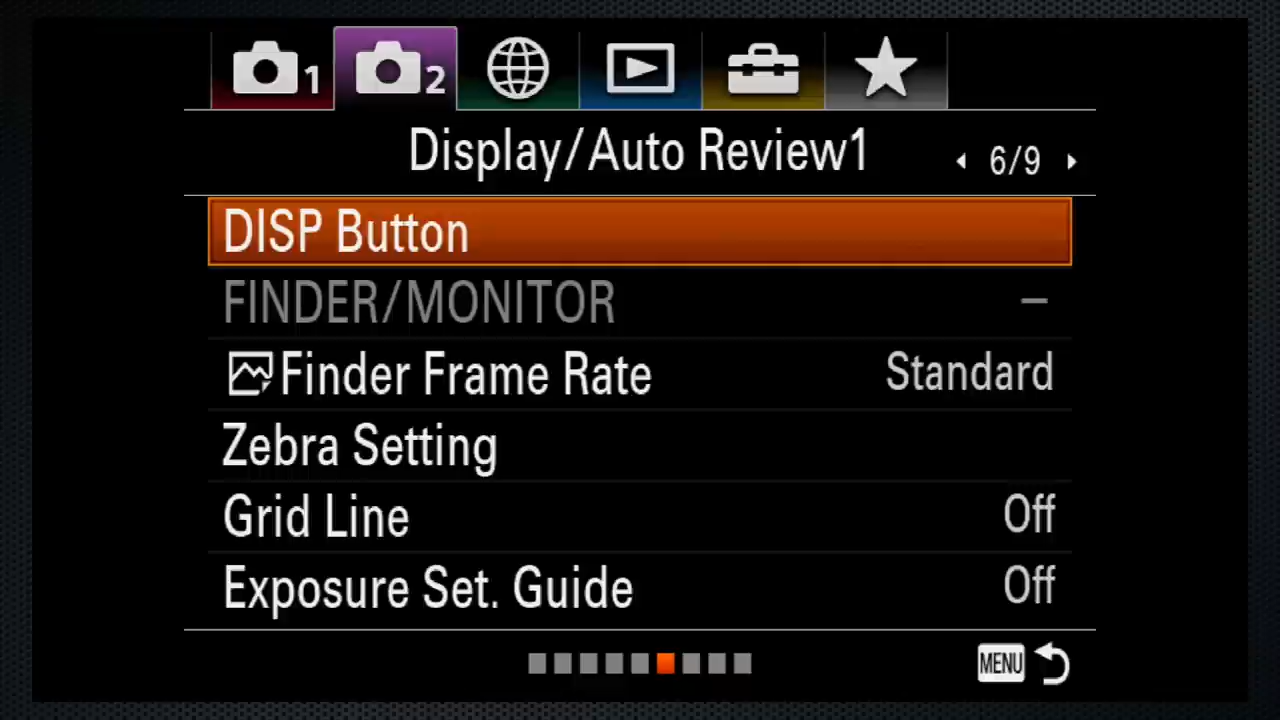 1 2
Display/Auto Review1 6/9
DISP Button
FINDER/MONITOR –
Finder Frame Rate Standard
Zebra Setting
Grid Line Off
Exposure Set. Guide Off
MENU